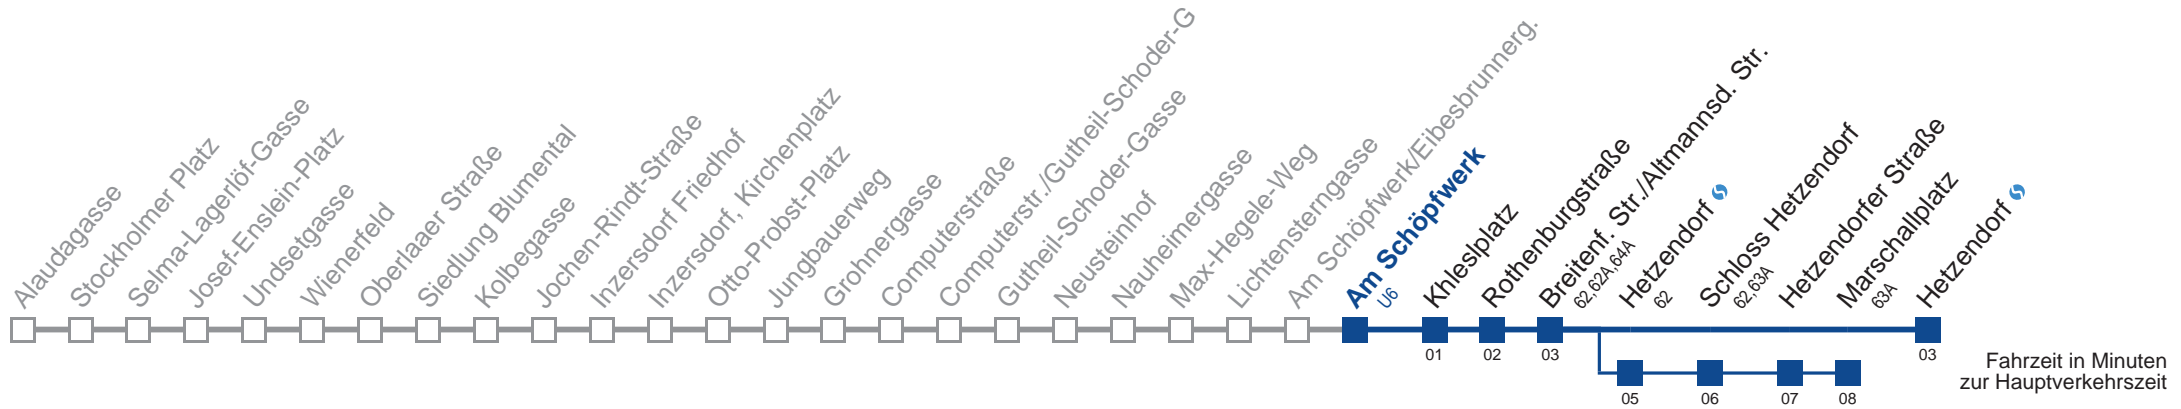 Alaudagasse
Stockholmer Platz
Selma-Lagerlöf-Gasse
Josef-Enslein-Platz
Undsetgasse
Wienerfeld
Oberlaaer Straße
Siedlung Blumental
Kolbegasse
Jochen-Rindt-Straße
Inzersdorf Friedhof
Inzersdorf, Kirchenplatz
Otto-Probst-Platz
Jungbauerweg
Grohnergasse
Computerstraße
Computerstr./Gutheil-Schoder-G
Gutheil-Schoder-Gasse
Neusteinhof
Nauheimergasse
Max-Hegele-Weg
Lichtensterngasse
Am Schöpfwerk/Eibesbrunnerg.
Am Schöpfwerk
U6
Khlesplatz
Rothenburgstraße
Breitenf. Str./Altmannsd. Str.
62,62A,64A
Hetzendorf
62
Schloss Hetzendorf
62,63A
Hetzendorfer Straße
Marschallplatz
63A
Hetzendorf
01
02
03
03
05
06
07
08
Fahrzeit in Minuten
zur Hauptverkehrszeit